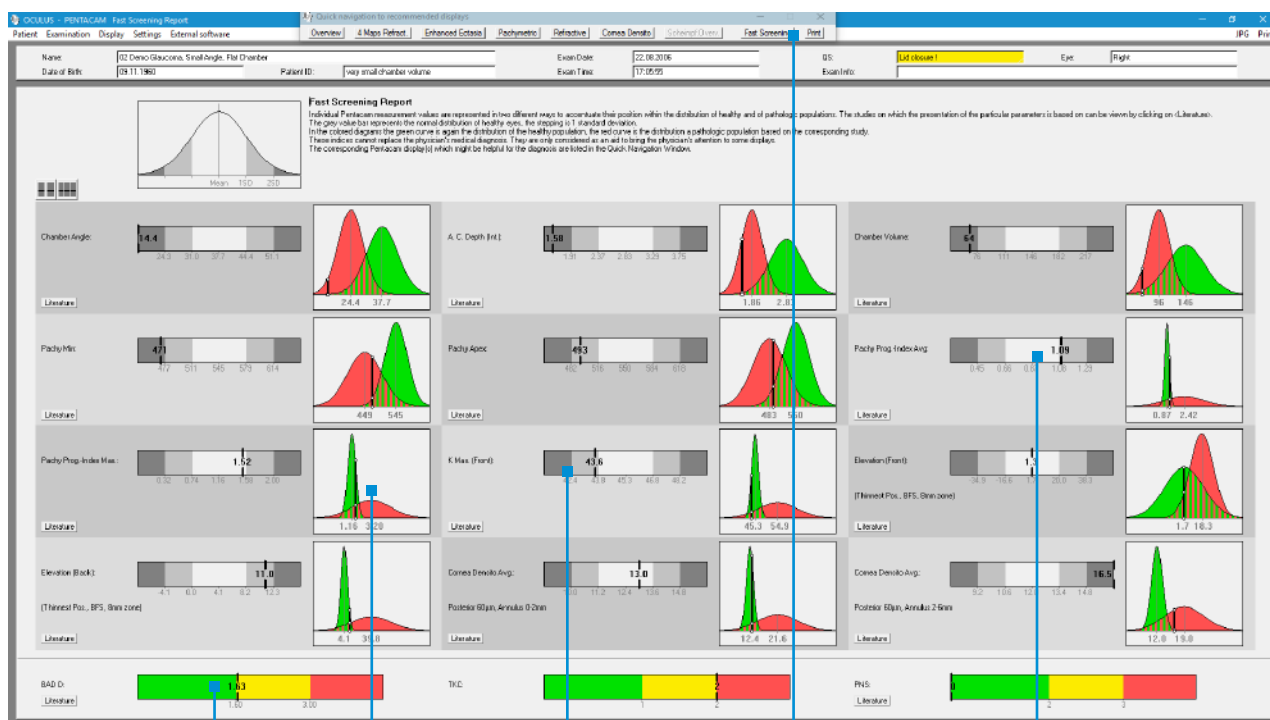 OCULUS - PENTACAM Fast Screening Report
Quick navigation to recommended displays
Patient Examination Display Settings External software
Overview 4 Maps Refract. Enhanced Ectasia Pachymetric Refractive Cornea Densito Fast Screening Print
JPG Prin
Name: 02 Demo Glaucoma, Small Angle, Flat Chamber Exam Date: 22.08.2006 QS: Lid closure ! Eye: Right
Date of Birth: 09.11.1960 Patient ID: very small chamber volume Exam Time: 17:05:55 Exam Info:
Fast Screening Report
Individual Pentacam measurement values are represented in two different ways to accentuate their position within the distribution of healthy and of pathologic populations. The studies on which the presentation of the particular parameters is based on can be viewn by clicking on <Literature>.
The grey value bar represents the normal distribution of healthy eyes, the stepping is 1 standard deviation.
In the colored diagrams the green curve is again the distribution of the healthy population, the red curve is the distribution a pathologic population based on the corresponding study.
These indices cannot replace the physician's medical diagnosis. They are only considered as an aid to bring the physician's attention to some displays.
The corresponding Pentacam display(s) which might be helpful for the diagnosis are listed in the Quick Navigation Window.
Mean 1SD 2SD
Chamber Angle: 14.4
24.3 31.0 37.7 44.4 51.1
Literature 24.4 37.7
A. C. Depth (Int.): 1.58
1.91 2.37 2.83 3.29 3.75
Literature 1.86
Chamber Volume: 64
76 111 146 182 217
Literature 96 146
Pachy Min: 471
477 511 545 579 614
Literature 449 545
Pachy Apex: 493
482 516 550 584 618
Literature 483
Pachy Prog.-Index Avg: 1.09
0.45 0.66 1.08 1.29
Literature 0.87 2.42
Pachy Prog.-Index Max.: 1.52
0.32 0.74 1.16 1.58 2.00
Literature 1.16
K Max. (Front): 43.6
43.8 45.3 46.8 48.2
Literature 45.3 54.9
Elevation (Front):
-34.9 -16.6 20.0 38.3
(Thinnest Pos., BFS, 8mm zone)
Literature 1.7 18.3
Elevation (Back): 11.0
-4.1 0.0 4.1 8.2 12.3
(Thinnest Pos., BFS, 8mm zone)
Literature 4.1
Cornea Densito Avg.: 13.0
11.2 12.4 13.6 14.8
Posterior 60µm, Annulus 0-2mm
Literature 12.4 21.6
Cornea Densito Avg.: 16.5
9.2 10.6 12.0 13.4 14.8
Posterior 60µm, Annulus 2-6mm
Literature 12.0 19.8
BAD D: 1.63
Literature 1.60 3.00
TKC: 2
1 2
PNS: 0
Literature 2 3